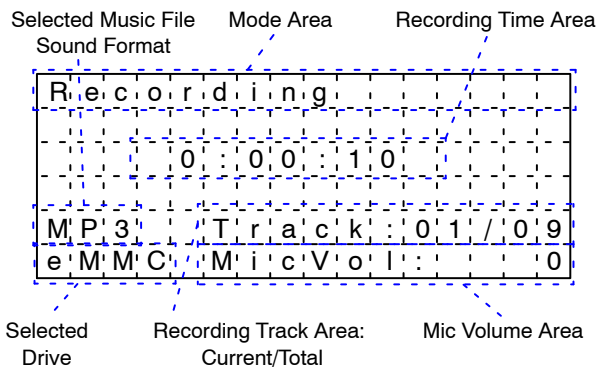 Selected Music File
Sound Format
Mode Area
Recording Time Area
Recording
0:00:10
MP3 Track:01/09
eMMC MicVol: 0
Selected
Drive
Recording Track Area:
Current/Total
Mic Volume Area